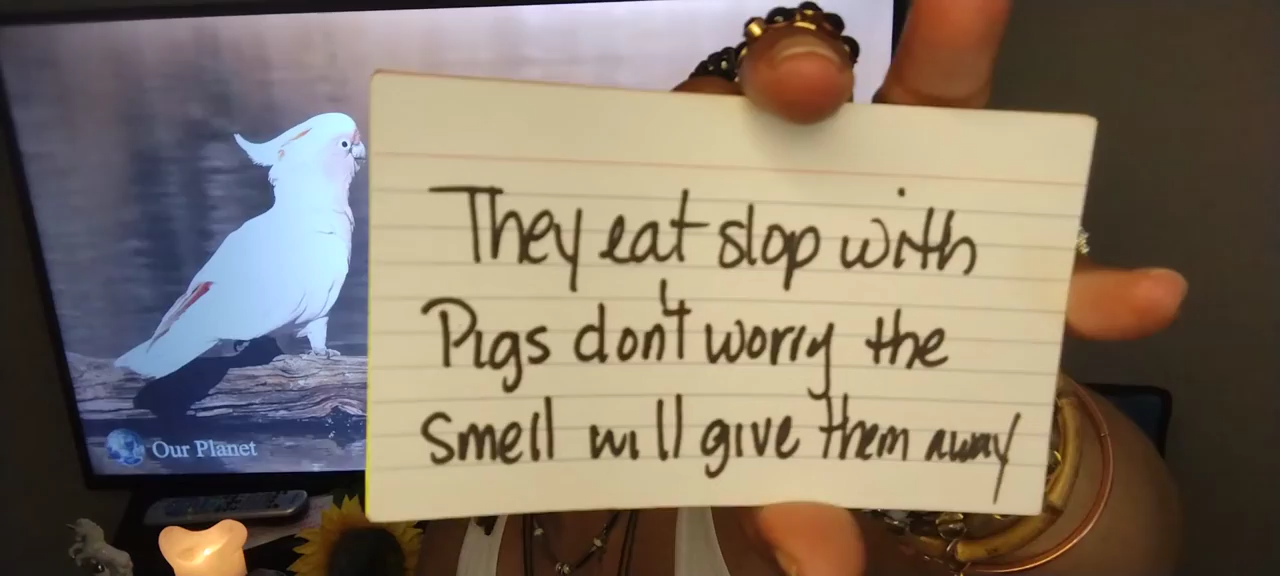 They eat slop with
Pigs don't worry the
smell will give them away
Our Planet